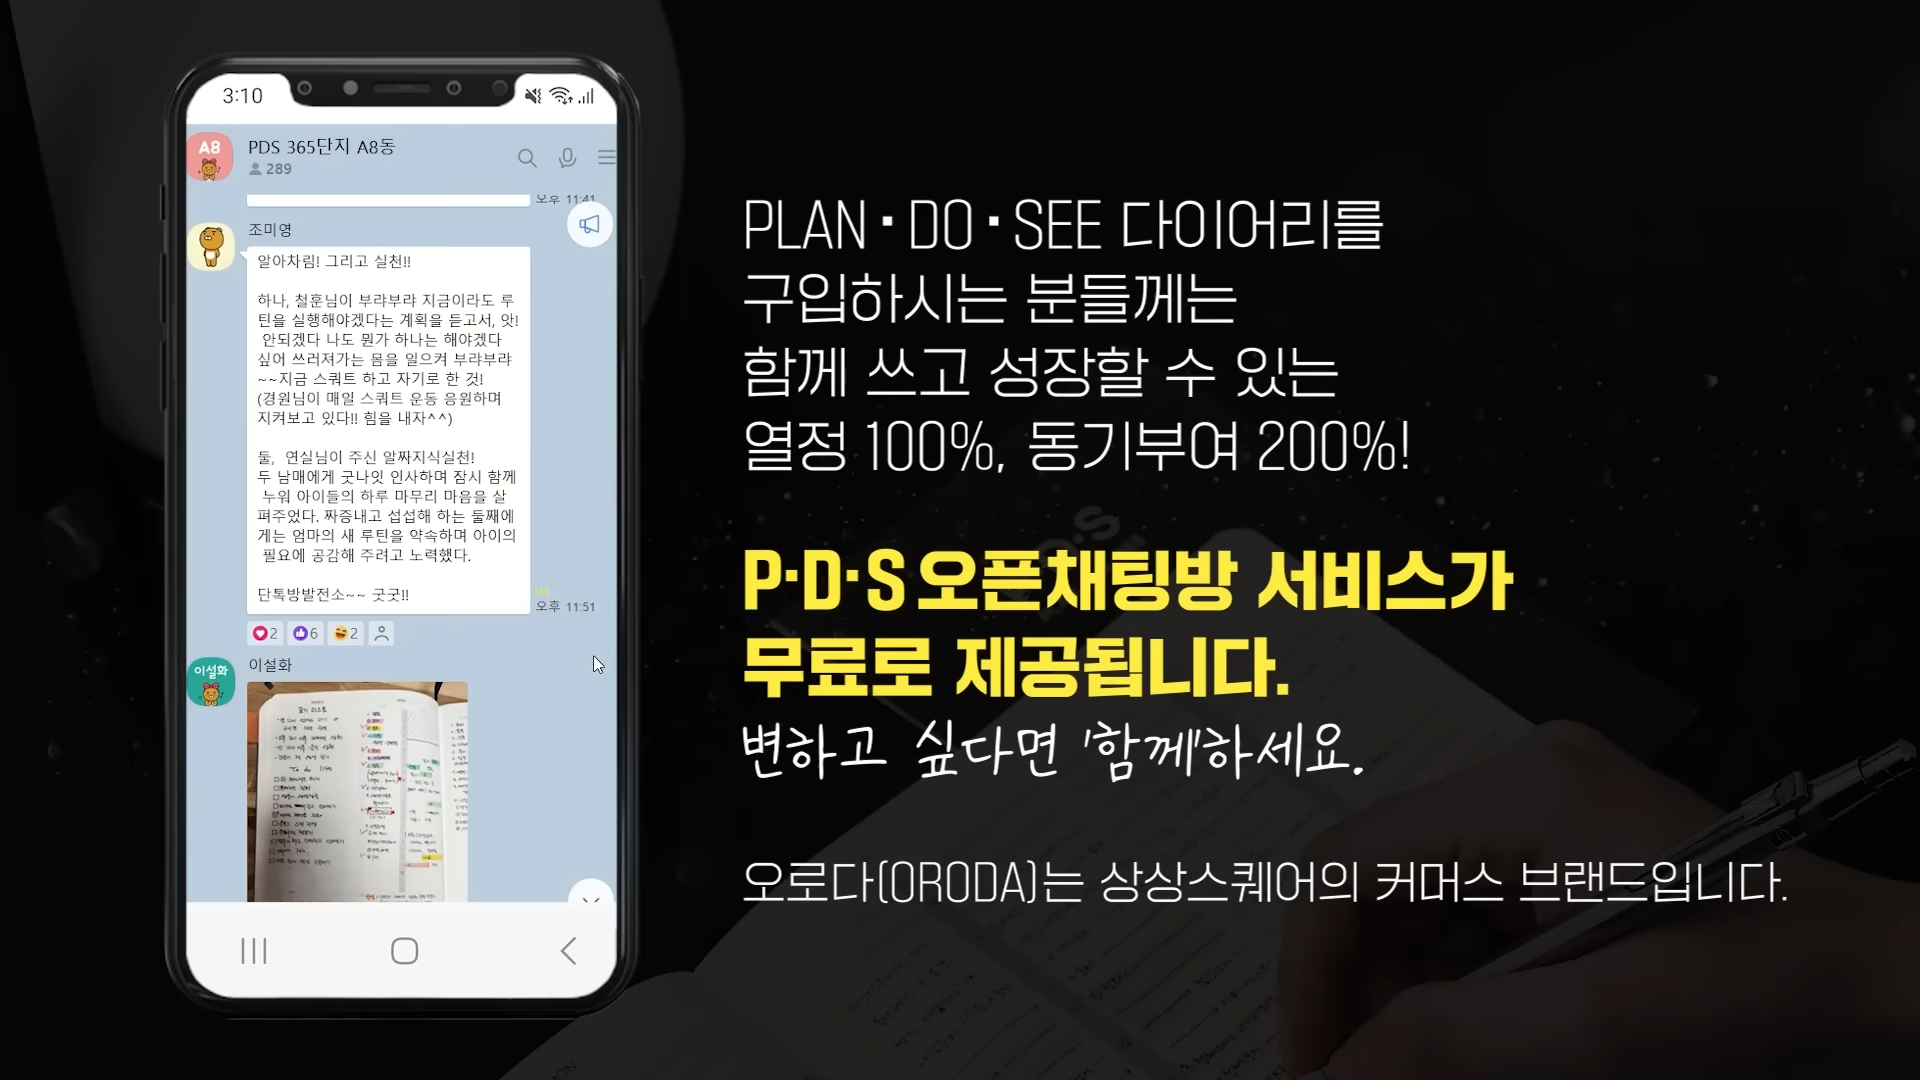 3:10
A8
PDS 365단지 A8동
289
오후 11:41
조미영
알아차림! 그리고 실천!!
하나, 철훈님이 부랴부랴 지금이라도 루
틴을 실행해야겠다는 계획을 듣고서, 앗!
안되겠다 나도 뭔가 하나는 해야겠다
싶어 쓰러져가는 몸을 일으켜 부랴부랴
~~지금 스쿼트 하고 자기로 한 것!
(경원님이 매일 스쿼트 운동 응원하며
지켜보고 있다!! 힘을 내자^^)
둘, 연실님이 주신 알짜지식실천!
두 남매에게 굿나잇 인사하며 잠시 함께
누워 아이들의 하루 마무리 마음을 살
펴주었다. 짜증내고 섭섭해 하는 둘째에
게는 엄마의 새 루틴을 약속하며 아이의
필요에 공감해 주려고 노력했다.
단톡방발전소~~ 굿굿!!
94
오후 11:51
2 6 2
이설화
이설화
To do list
PLAN·DO·SEE 다이어리를
구입하시는 분들께는
함께 쓰고 성장할 수 있는
열정 100%, 동기부여 200%!
P·D·S 오픈채팅방 서비스가
무료로 제공됩니다.
변하고 싶다면 '함께'하세요.
오로다(ORODA)는 상상스퀘어의 커머스 브랜드입니다.